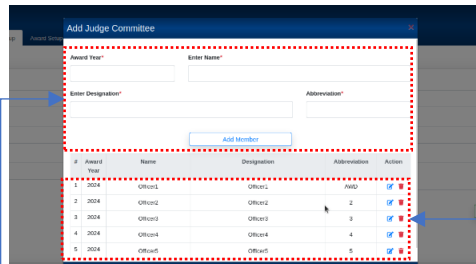 Add Judge Committee
Award Year* Enter Name*
Enter Designation* Abbreviation*
Add Member
# Award Year Name Designation Abbreviation Action
1 2024 Officer1 Officer1 AWD
2 2024 Officer2 Officer2 2
3 2024 Officer3 Officer3 3
4 2024 Officer4 Officer4 4
5 2024 Officer5 Officer5 5